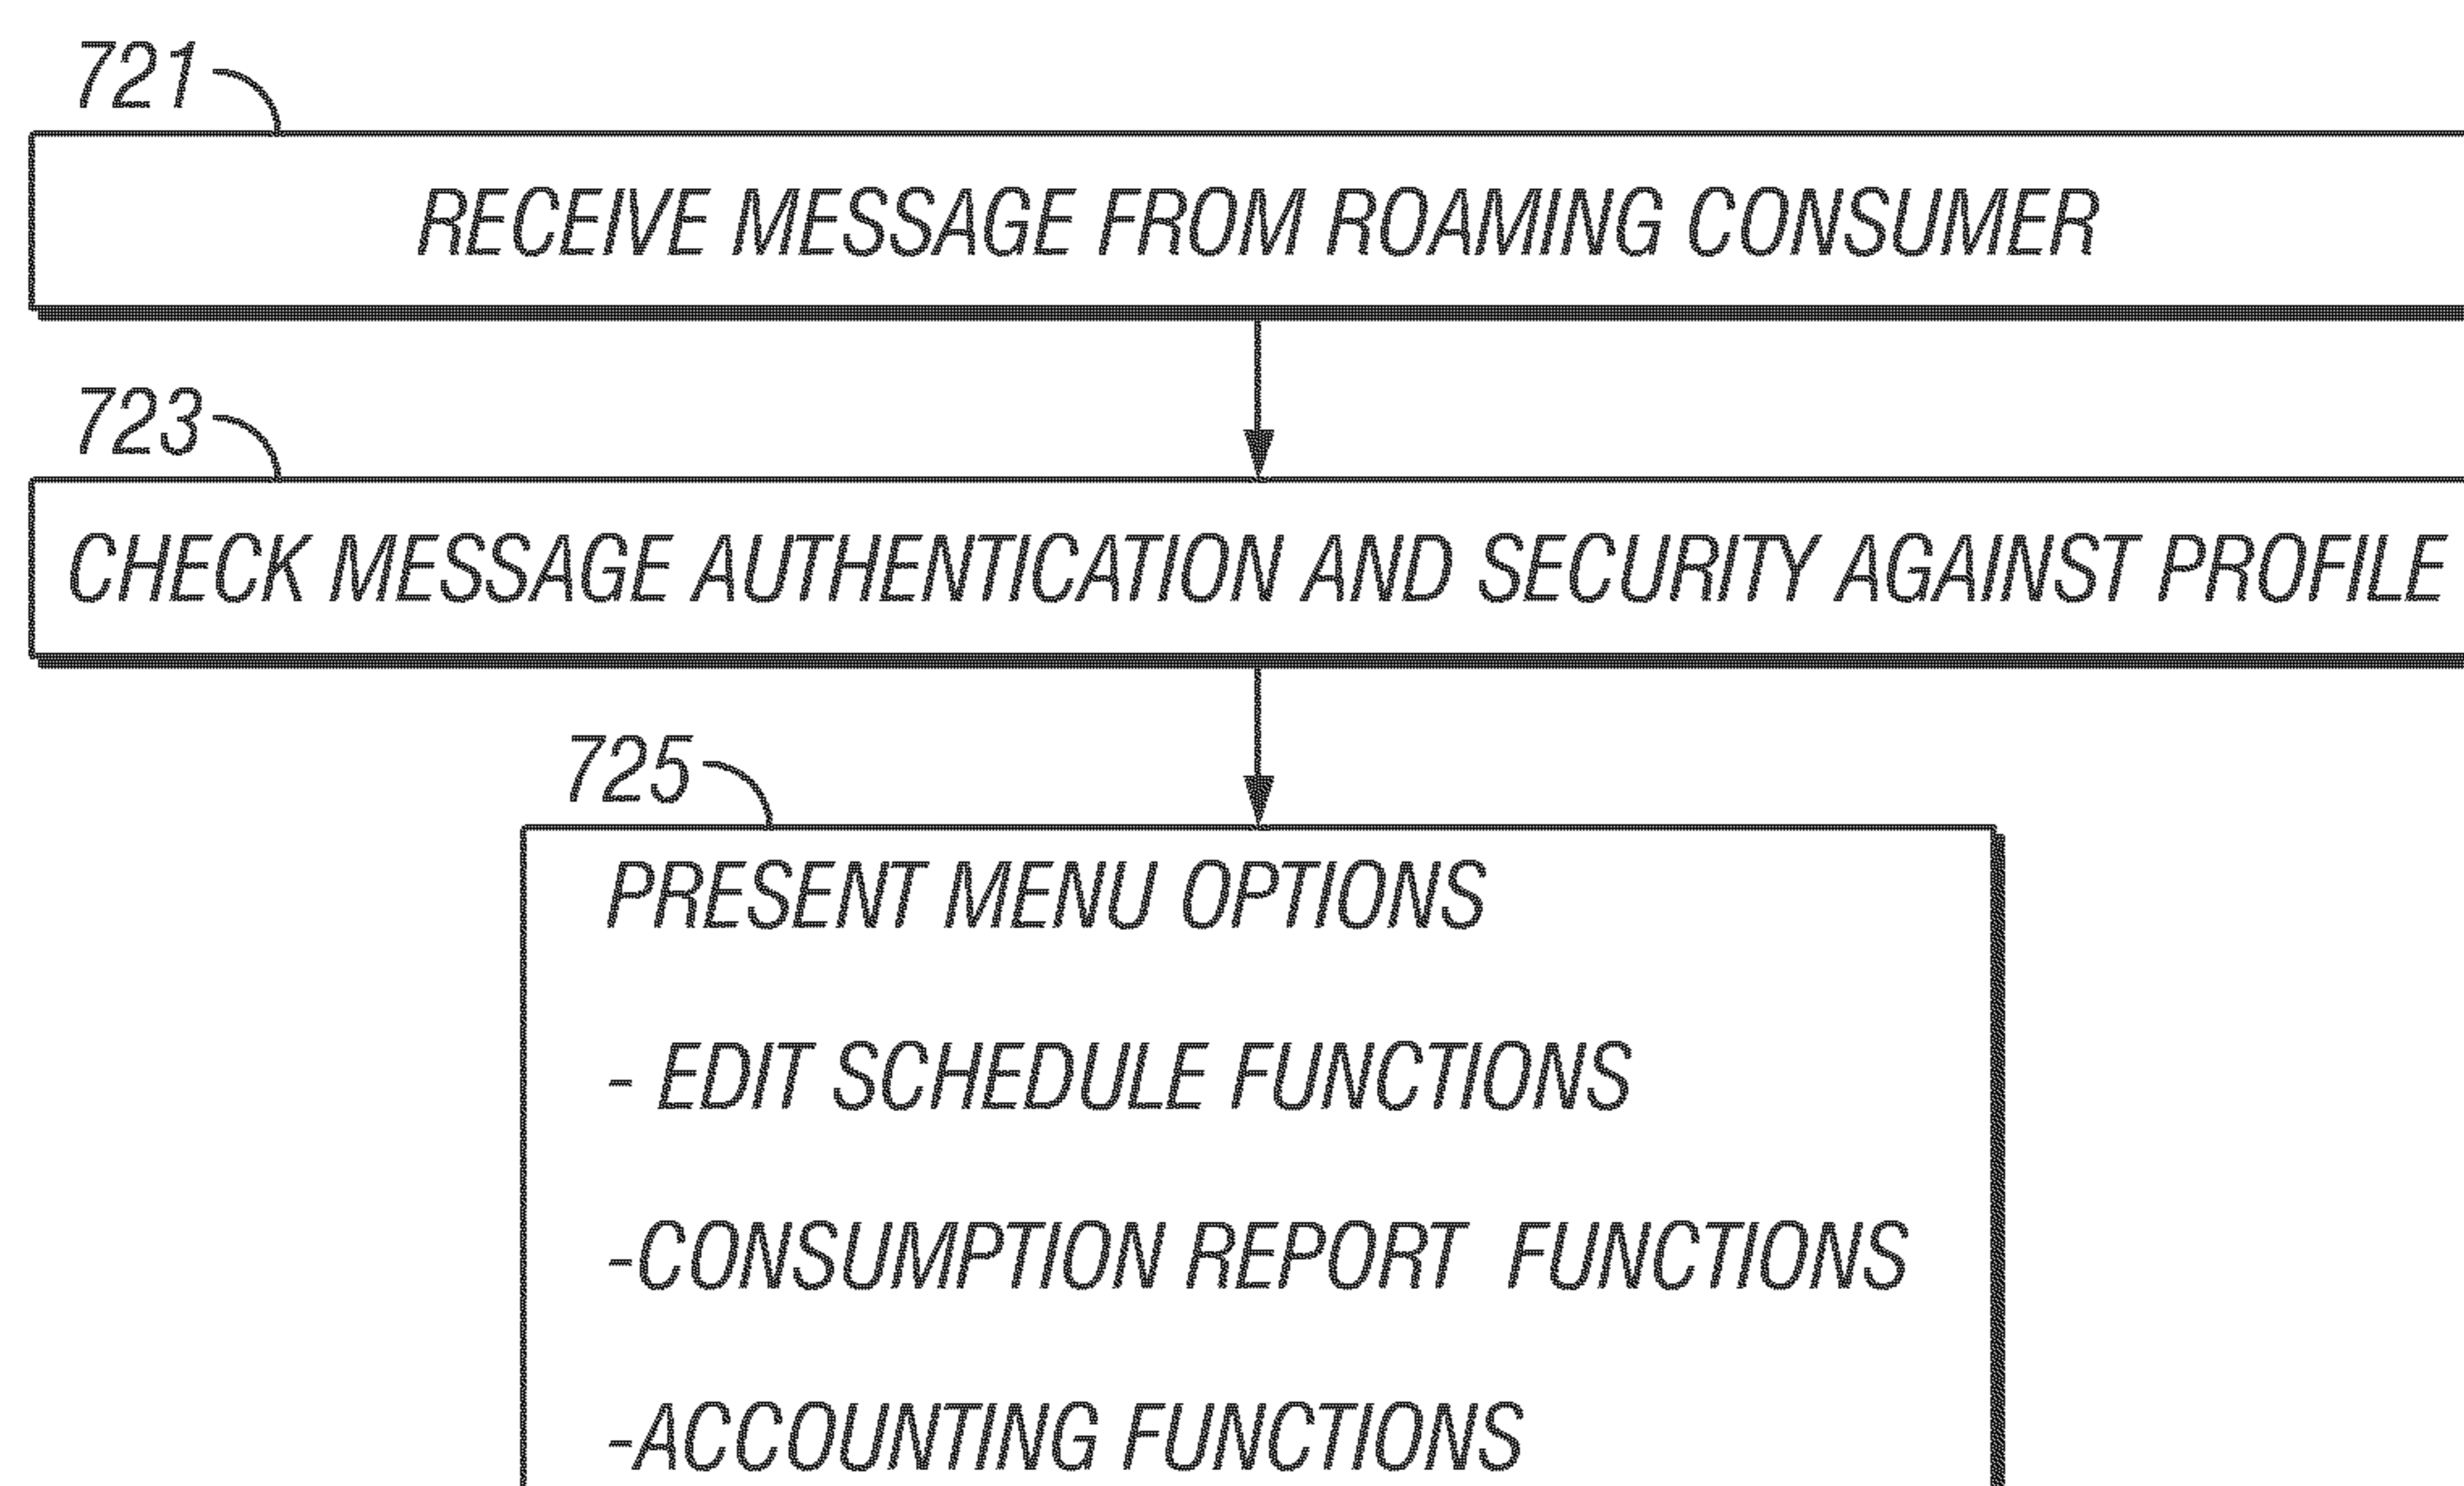 721
RECEIVE MESSAGE FROM ROAMING CONSUMER
723
CHECK MESSAGE AUTHENTICATION AND SECURITY AGAINST PROFILE
725
PRESENT MENU OPTIONS
- EDIT SCHEDULE FUNCTIONS
-CONSUMPTION REPORT FUNCTIONS
-ACCOUNTING FUNCTIONS